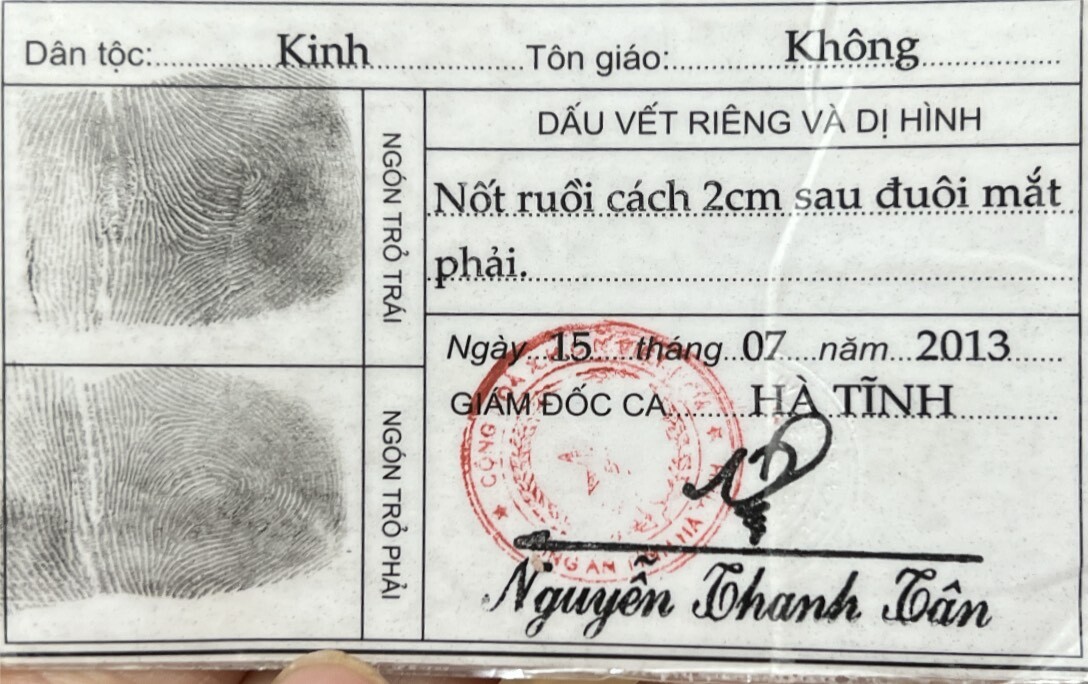 Dân tộc: Kinh Tôn giáo: Không
NGÓN TRỎ TRÁI
NGÓN TRỎ PHẢI
DẤU VẾT RIÊNG VÀ DỊ HÌNH
Nốt ruồi cách 2cm sau đuôi mắt
phải.
Ngày 15 tháng 07 năm 2013
GIÁM ĐỐC CA HÀ TĨNH
Nguyễn Thanh Tân